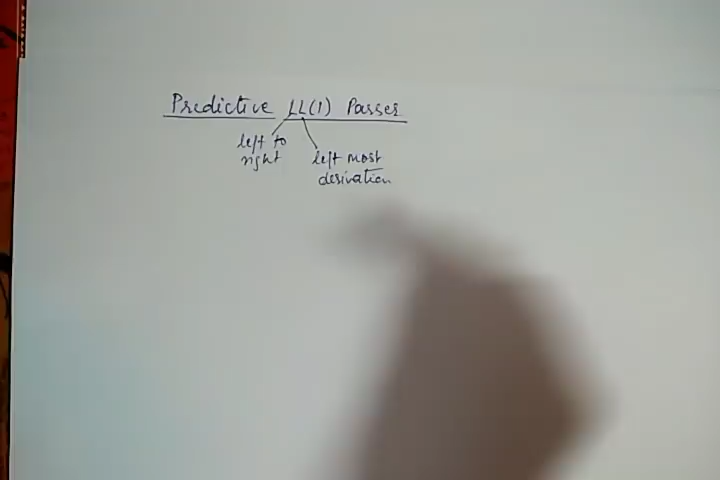 Predictive LL(1) Parser
left to
right
left most
derivation